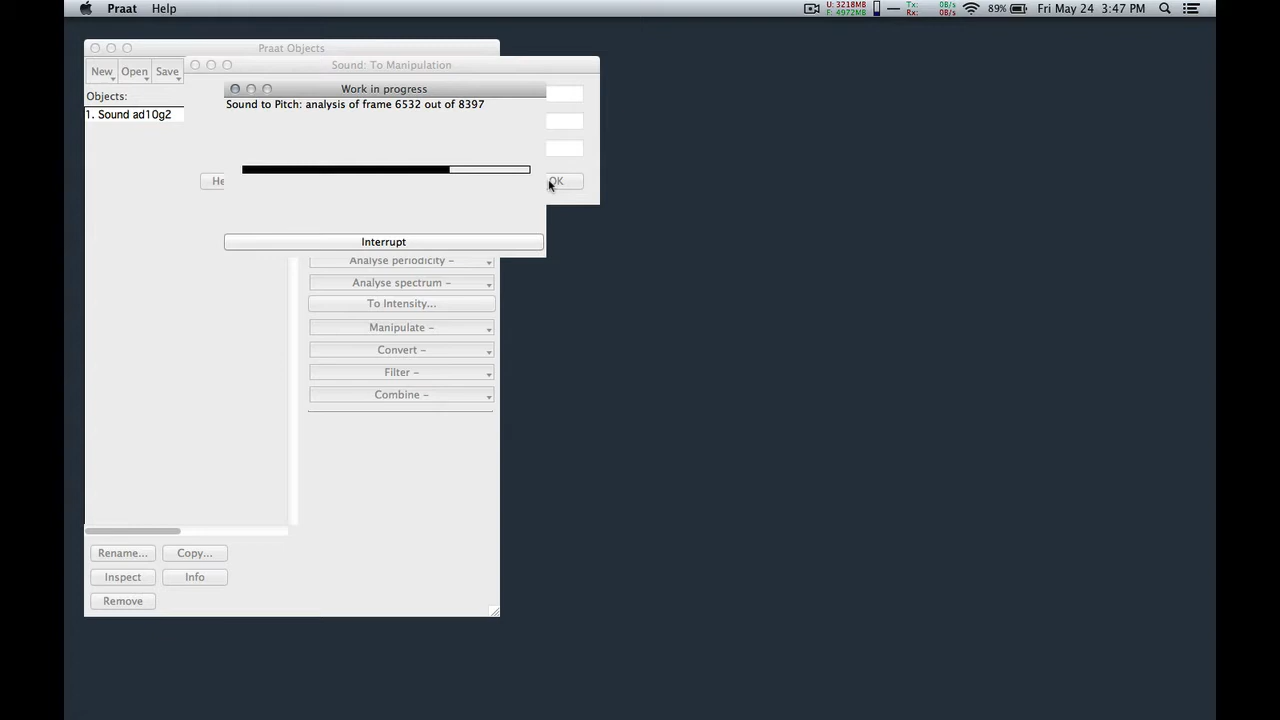 Praat Help U: 3218MB F: 4972MB Tx: 0B/s Rx: 0B/s 89% Fri May 24 3:47 PM
Praat Objects
Sound: To Manipulation
New Open Save
Work in progress
Objects:
Sound to Pitch: analysis of frame 6532 out of 8397
1. Sound ad10g2
He
OK
Interrupt
Analyse periodicity –
Analyse spectrum –
To Intensity...
Manipulate –
Convert –
Filter –
Combine –
Rename... Copy...
Inspect Info
Remove